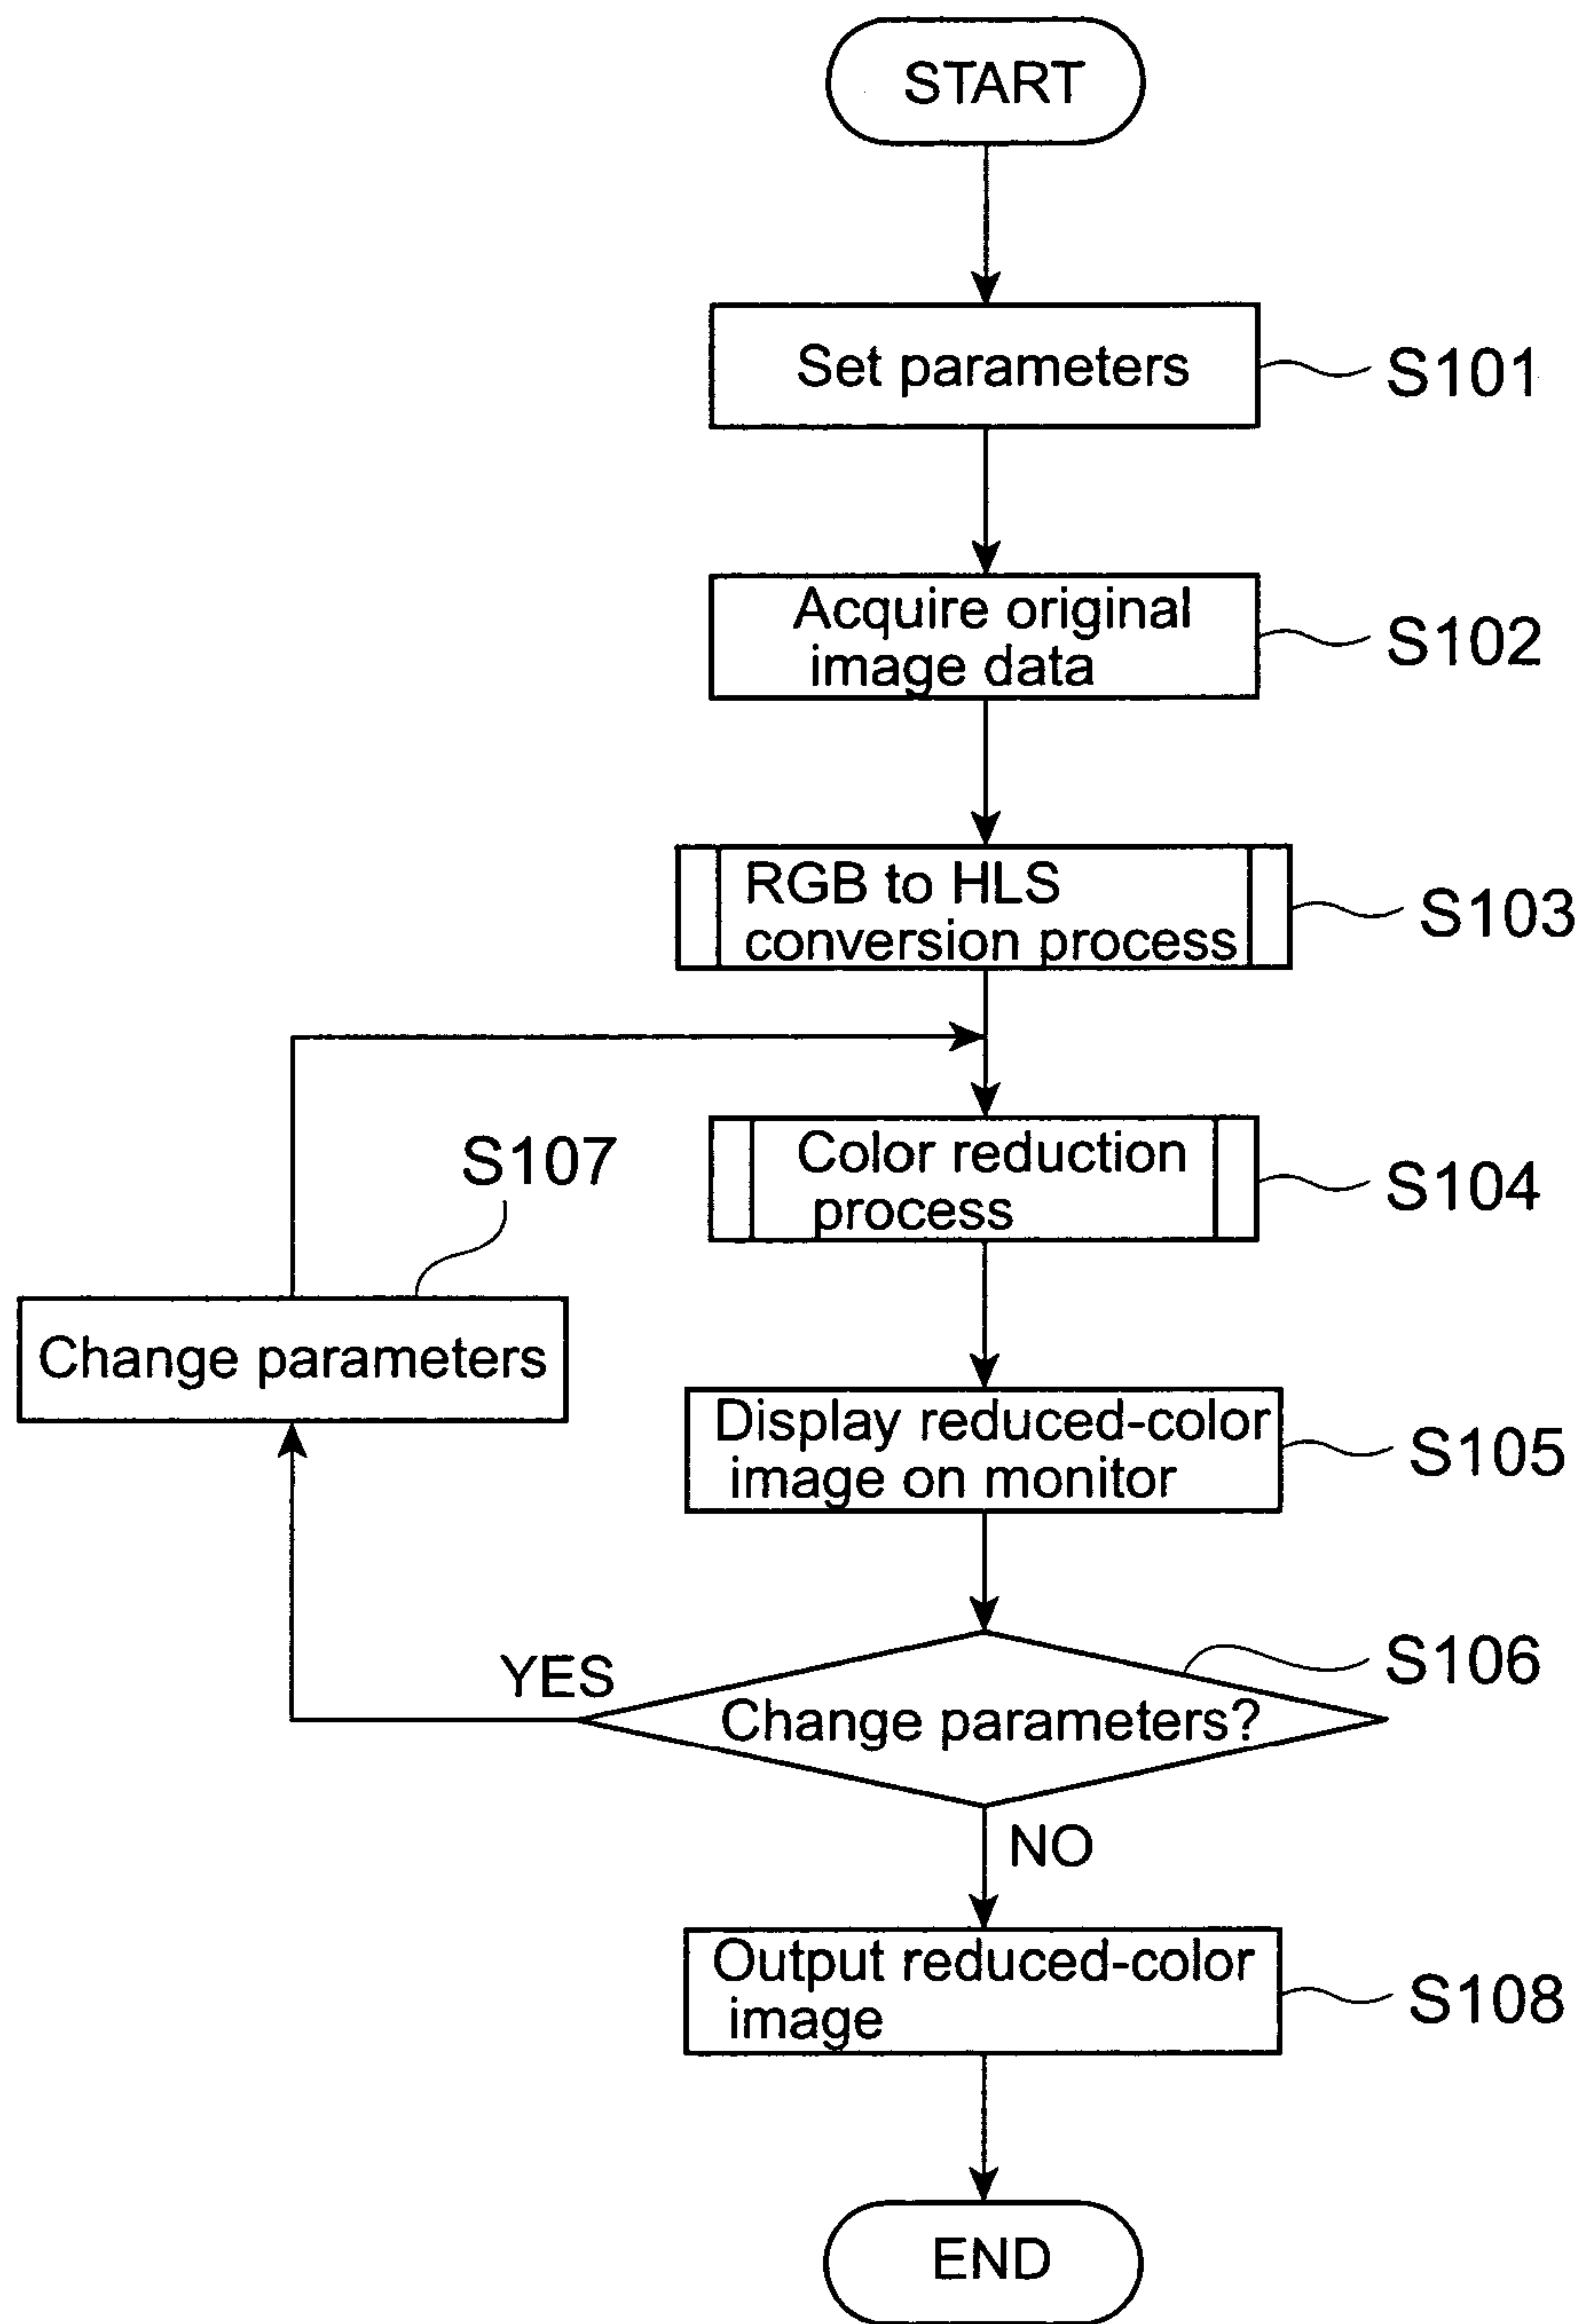 START
Set parameters
S101
Acquire original
image data
S102
RGB to HLS
conversion process
S103
Color reduction
process
S104
S107
Change parameters
Display reduced-color
image on monitor
S105
YES
Change parameters?
S106
NO
Output reduced-color
image
S108
END